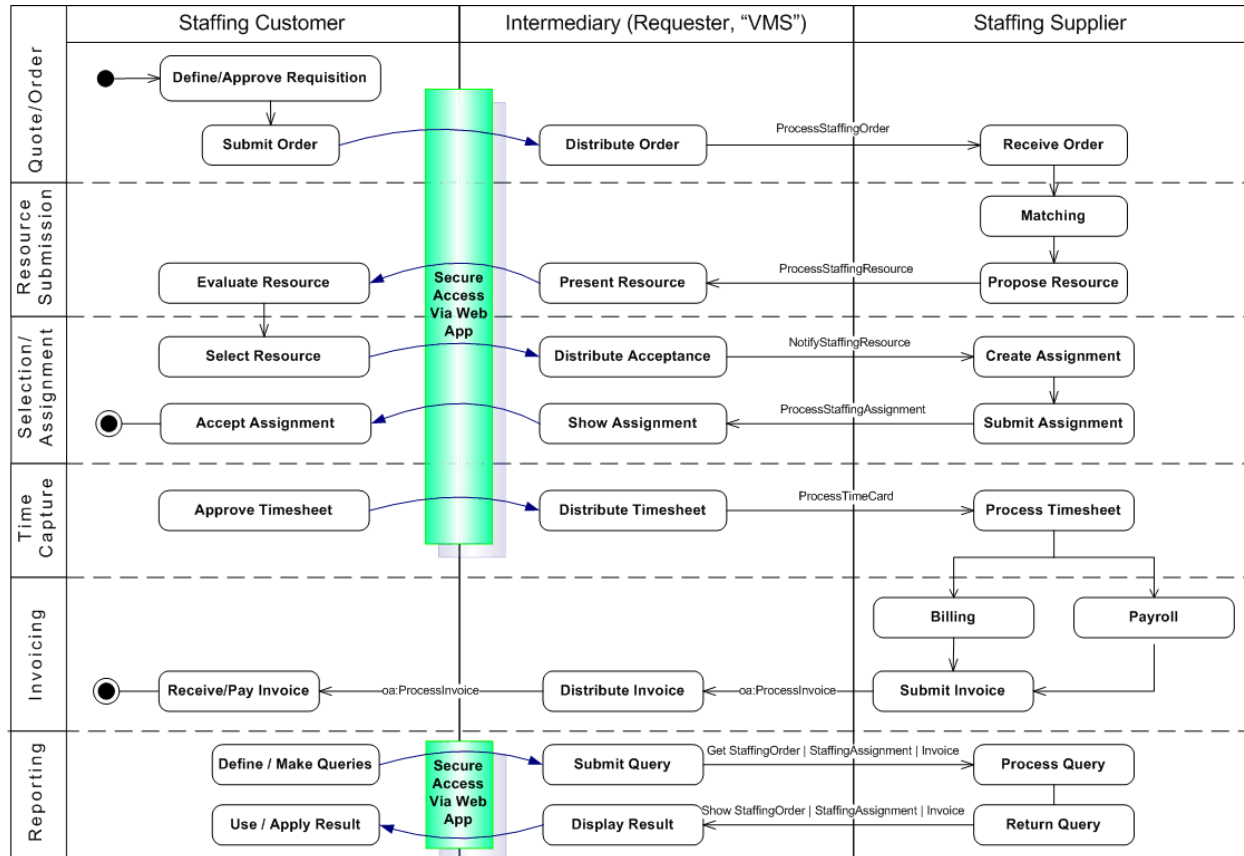 Staffing Customer
Intermediary (Requester, “VMS”)
Staffing Supplier
Quote/Order
Define/Approve Requisition
Submit Order
Distribute Order
ProcessStaffingOrder
Receive Order
Resource
Submission
Matching
Evaluate Resource
Present Resource
ProcessStaffingResource
Propose Resource
Secure
Access
Via Web
App
Selection/
Assignment
Select Resource
Distribute Acceptance
NotifyStaffingResource
Create Assignment
Accept Assignment
Show Assignment
ProcessStaffingAssignment
Submit Assignment
Time
Capture
Approve Timesheet
Distribute Timesheet
ProcessTimeCard
Process Timesheet
Invoicing
Billing
Payroll
Receive/Pay Invoice
oa:ProcessInvoice
Distribute Invoice
oa:ProcessInvoice
Submit Invoice
Reporting
Define / Make Queries
Submit Query
Get StaffingOrder | StaffingAssignment | Invoice
Process Query
Secure
Access
Via Web
App
Use / Apply Result
Display Result
Show StaffingOrder | StaffingAssignment | Invoice
Return Query